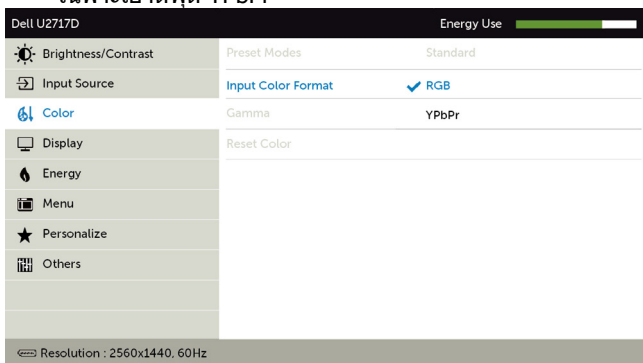 Dell U2717D Energy Use
Brightness/Contrast Preset Modes Standard
Input Source Input Color Format RGB
Color Gamma YPbPr
Display Reset Color
Energy
Menu
Personalize
Others
Resolution : 2560x1440, 60Hz